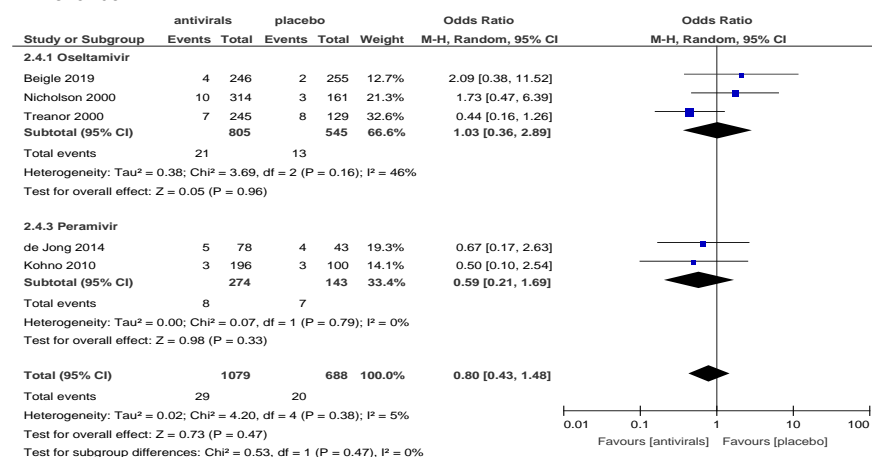 antivirals placebo Odds Ratio Odds Ratio
Study or Subgroup Events Total Events Total Weight M-H, Random, 95% CI M-H, Random, 95% CI
2.4.1 Oseltamivir
Beigle 2019 4 246 2 255 12.7% 2.09 [0.38, 11.52]
Nicholson 2000 10 314 3 161 21.3% 1.73 [0.47, 6.39]
Treanor 2000 7 245 8 129 32.6% 0.44 [0.16, 1.26]
Subtotal (95% CI) 805 545 66.6% 1.03 [0.36, 2.89]
Total events 21 13
Heterogeneity: Tau² = 0.38; Chi² = 3.69, df = 2 (P = 0.16); I² = 46%
Test for overall effect: Z = 0.05 (P = 0.96)
2.4.3 Peramivir
de Jong 2014 5 78 4 43 19.3% 0.67 [0.17, 2.63]
Kohno 2010 3 196 3 100 14.1% 0.50 [0.10, 2.54]
Subtotal (95% CI) 274 143 33.4% 0.59 [0.21, 1.69]
Total events 8 7
Heterogeneity: Tau² = 0.00; Chi² = 0.07, df = 1 (P = 0.79); I² = 0%
Test for overall effect: Z = 0.98 (P = 0.33)
Total (95% CI) 1079 688 100.0% 0.80 [0.43, 1.48]
Total events 29 20
Heterogeneity: Tau² = 0.02; Chi² = 4.20, df = 4 (P = 0.38); I² = 5%
Test for overall effect: Z = 0.73 (P = 0.47)
Test for subgroup differences: Chi² = 0.53, df = 1 (P = 0.47), I² = 0%
0.01 0.1 1 10 100
Favours [antivirals] Favours [placebo]